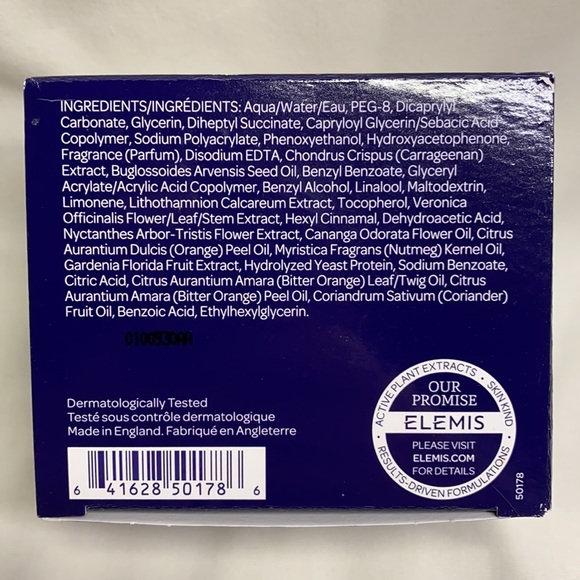 INGREDIENTS/INGRÉDIENTS: Aqua/Water/Eau, PEG-8, Dicaprylyl
Carbonate, Glycerin, Diheptyl Succinate, Capryloyl Glycerin/Sebacic Acid
Copolymer, Sodium Polyacrylate, Phenoxyethanol, Hydroxyacetophenone,
Fragrance (Parfum), Disodium EDTA, Chondrus Crispus (Carrageenan)
Extract, Buglossoides Arvensis Seed Oil, Benzyl Benzoate, Glyceryl
Acrylate/Acrylic Acid Copolymer, Benzyl Alcohol, Linalool, Maltodextrin,
Limonene, Lithothamnion Calcareum Extract, Tocopherol, Veronica
Officinalis Flower/Leaf/Stem Extract, Hexyl Cinnamal, Dehydroacetic Acid,
Nyctanthes Arbor-Tristis Flower Extract, Cananga Odorata Flower Oil, Citrus
Aurantium Dulcis (Orange) Peel Oil, Myristica Fragrans (Nutmeg) Kernel Oil,
Gardenia Florida Fruit Extract, Hydrolyzed Yeast Protein, Sodium Benzoate,
Citric Acid, Citrus Aurantium Amara (Bitter Orange) Leaf/Twig Oil, Citrus
Aurantium Amara (Bitter Orange) Peel Oil, Coriandrum Sativum (Coriander)
Fruit Oil, Benzoic Acid, Ethylhexylglycerin.
0100530AA
Dermatologically Tested
Testé sous contrôle dermatologique
Made in England. Fabriqué en Angleterre
6 41628 50178 6
ACTIVE PLANT EXTRACTS • SKIN KIND
OUR
PROMISE
ELEMIS
PLEASE VISIT
ELEMIS.COM
FOR DETAILS
• RESULTS-DRIVEN FORMULATIONS •
50178